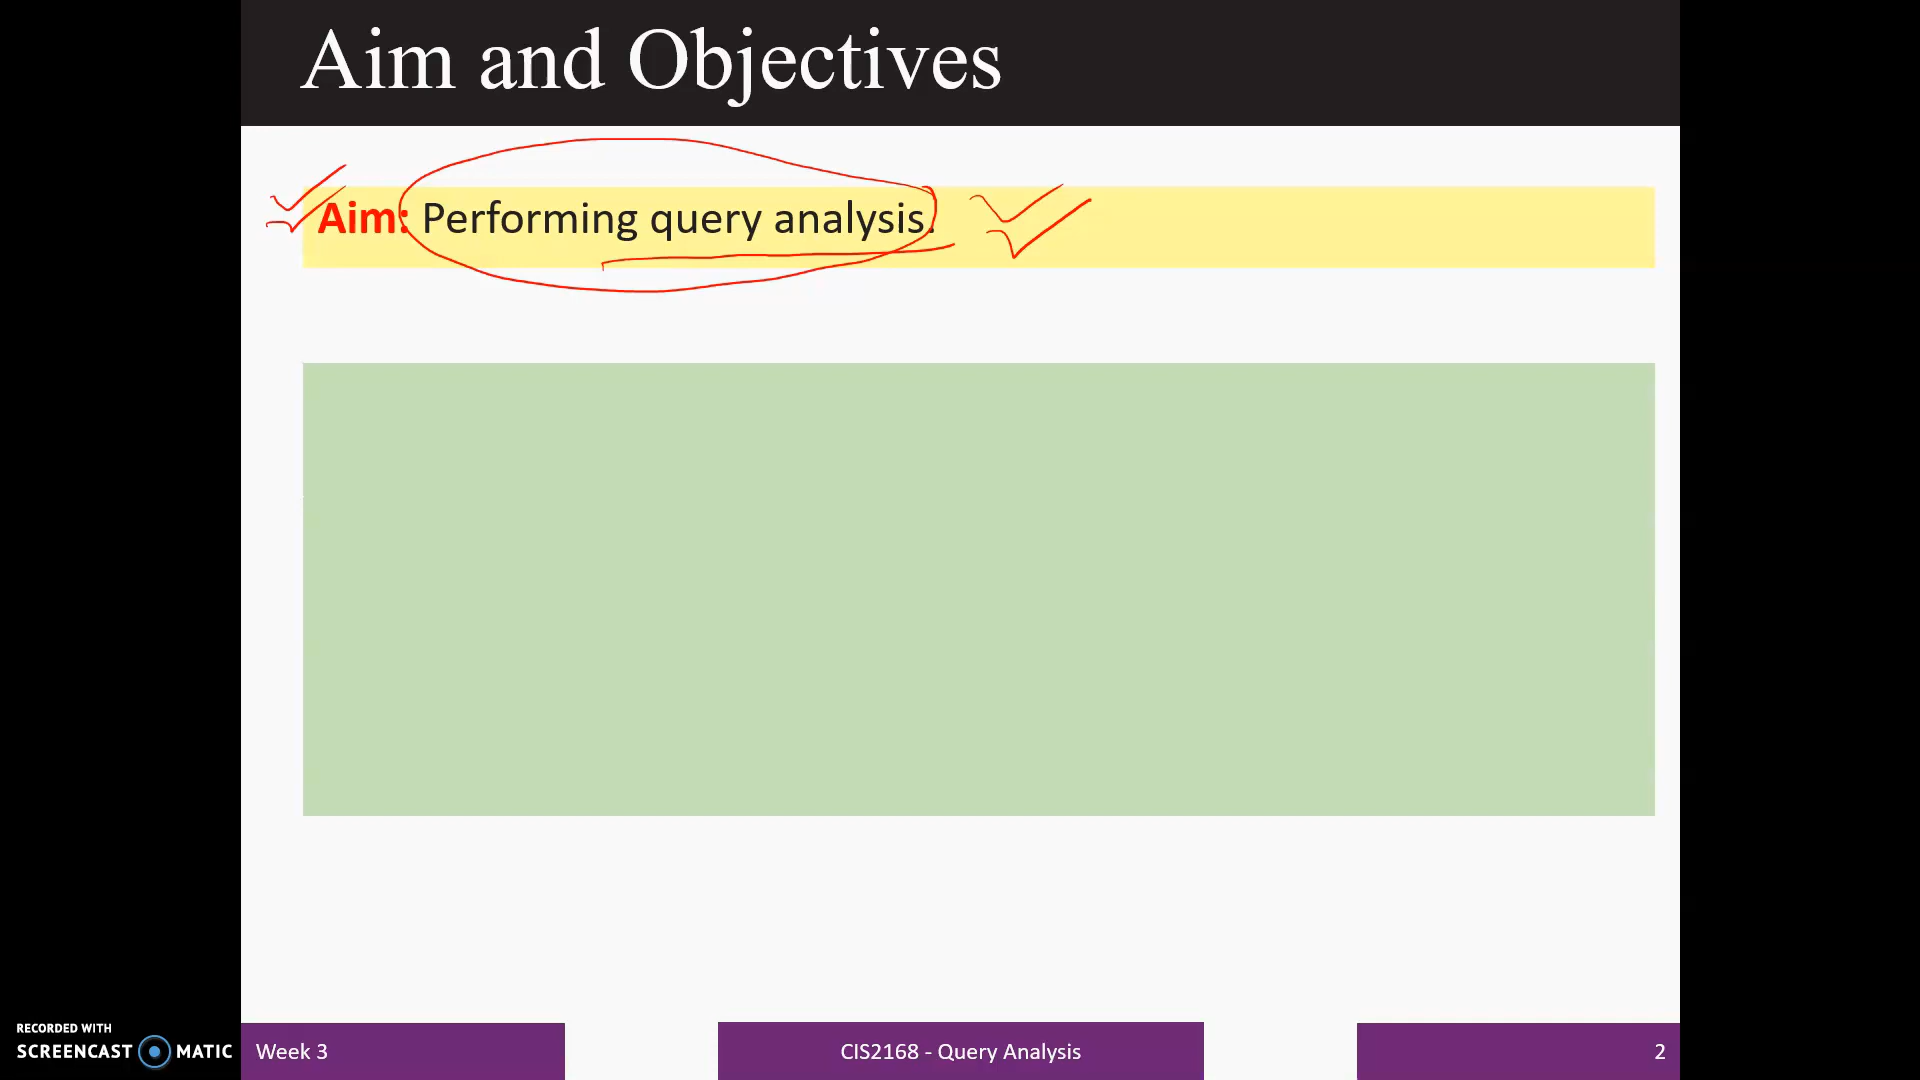 Aim and Objectives
Aim: Performing query analysis.
RECORDED WITH
SCREENCAST MATIC
Week 3
CIS2168 - Query Analysis
2